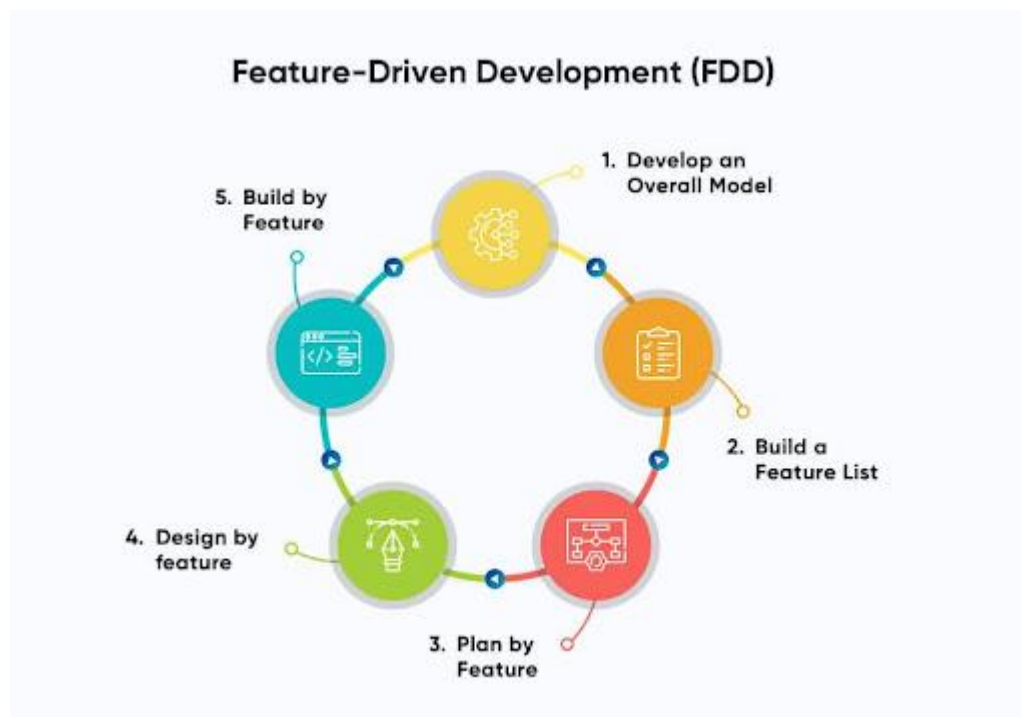 Feature-Driven Development (FDD)
1. Develop an
Overall Model
2. Build a
Feature List
3. Plan by
Feature
4. Design by
feature
5. Build by
Feature
</>